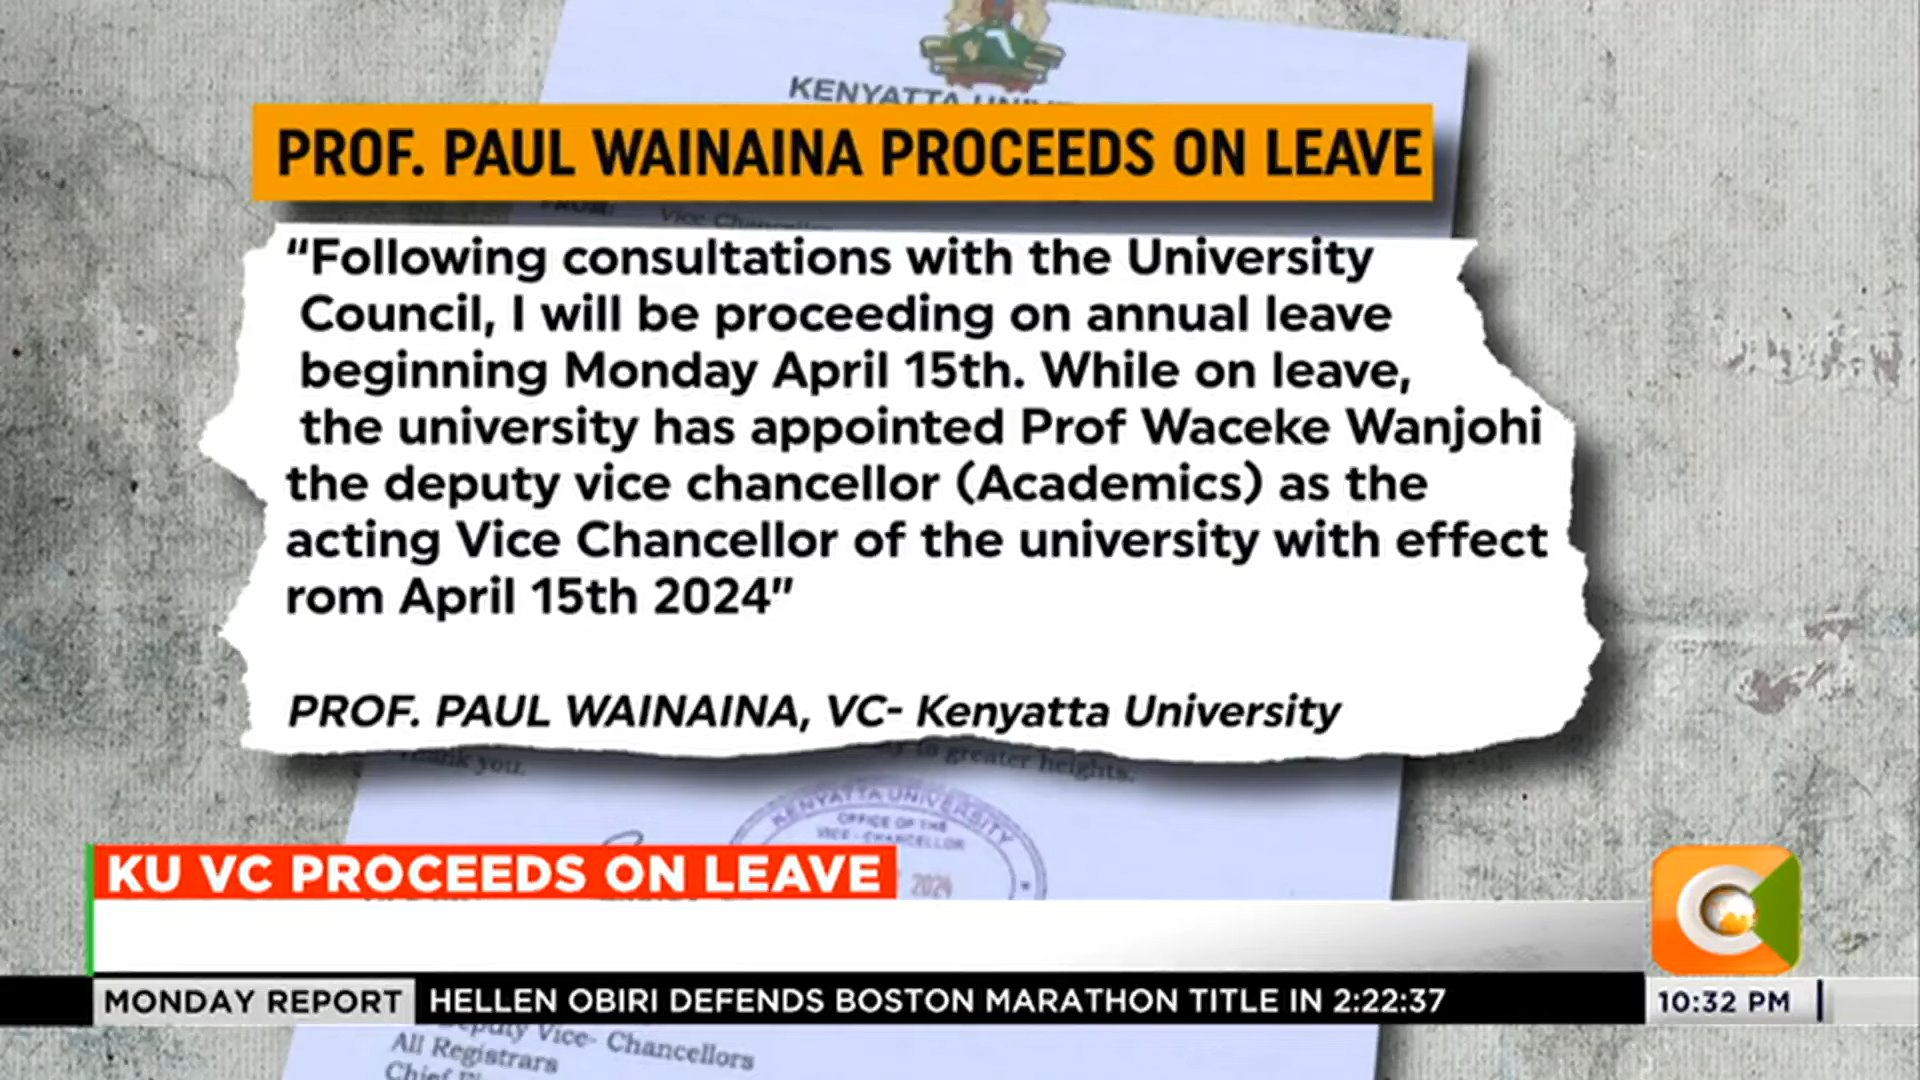 KENYATTA
PROF. PAUL WAINAINA PROCEEDS ON LEAVE
Vice-Chancellor
“Following consultations with the University
Council, I will be proceeding on annual leave
beginning Monday April 15th. While on leave,
the university has appointed Prof Waceke Wanjohi
the deputy vice chancellor (Academics) as the
acting Vice Chancellor of the university with effect
rom April 15th 2024”
PROF. PAUL WAINAINA, VC- Kenyatta University
to greater heights.
you.
KENYATTA UNIVERSITY
OFFICE OF THE
VICE-CHANCELLOR
2024
KU VC PROCEEDS ON LEAVE
MONDAY REPORT HELLEN OBIRI DEFENDS BOSTON MARATHON TITLE IN 2:22:37 10:32 PM
Deputy Vice- Chancellors
All Registrars
Chief